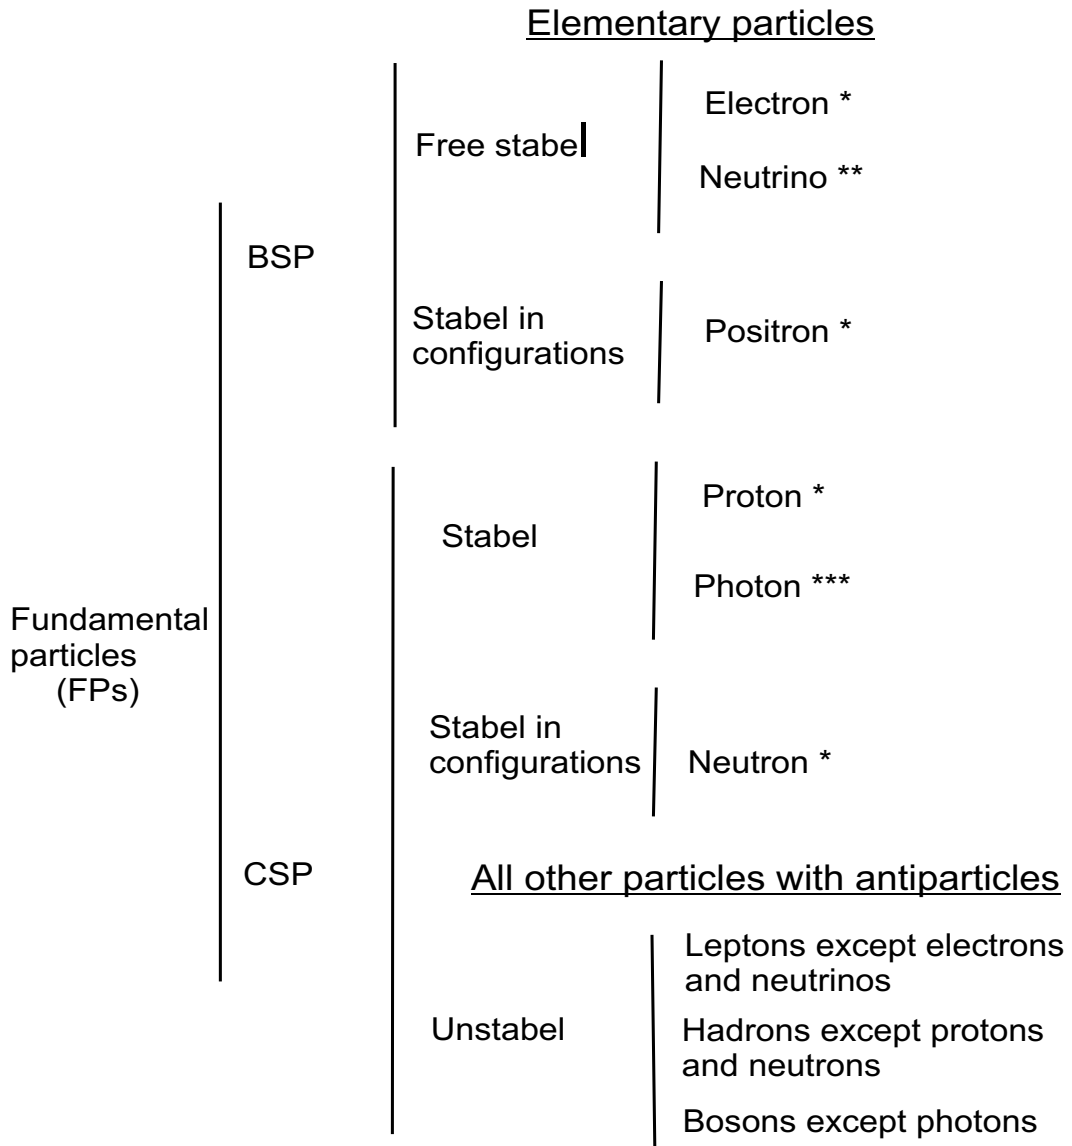 Elementary particles
Electron *
Free stabel
Neutrino **
BSP
Stabel in
configurations
Positron *
Proton *
Stabel
Photon ***
Fundamental
particles
(FPs)
Stabel in
configurations
Neutron *
CSP
All other particles with antiparticles
Leptons except electrons
and neutrinos
Unstabel
Hadrons except protons
and neutrons
Bosons except photons